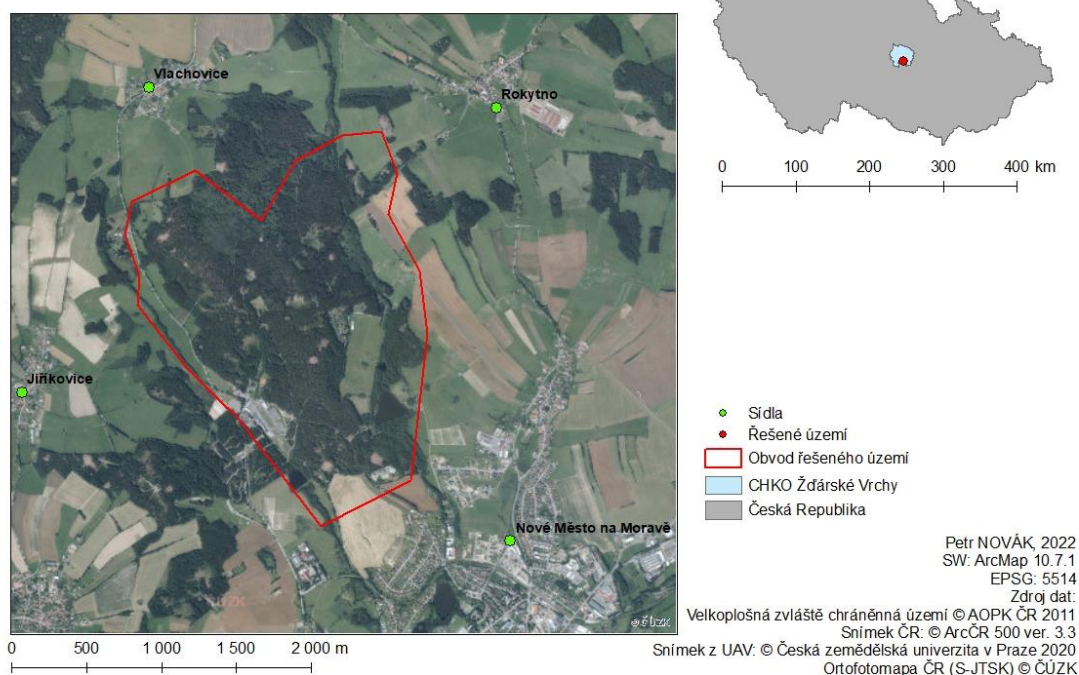 Vlachovice
Rokytno
Jiříkovice
Nové Město na Moravě
ČÚZK
© ČÚZK
0 500 1 000 1 500 2 000 m
0 100 200 300 400 km
Sídla
Řešené území
Obvod řešeného území
CHKO Žďárské Vrchy
Česká Republika
Petr NOVÁK, 2022
SW: ArcMap 10.7.1
EPSG: 5514
Zdroj dat:
Velkoplošná zvláště chráněnná území © AOPK ČR 2011
Snímek ČR: © ArcČR 500 ver. 3.3
Snímek z UAV: © Česká zemědělská univerzita v Praze 2020
Ortofotomapa ČR (S-JTSK) © ČÚZK